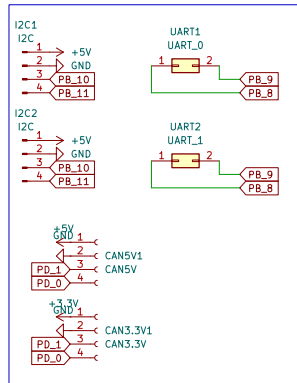 I2C1
I2C
1 +5V
2 GND
3 PB_10
4 PB_11
UART1
UART_0
1 2
PB_9
PB_8
I2C2
I2C
1 +5V
2 GND
3 PB_10
4 PB_11
UART2
UART_1
1 2
PB_9
PB_8
+5V
GND
1
2 CAN5V1
PD_1 3 CAN5V
PD_0 4
+3.3V
GND
1
2 CAN3.3V1
PD_1 3 CAN3.3V
PD_0 4